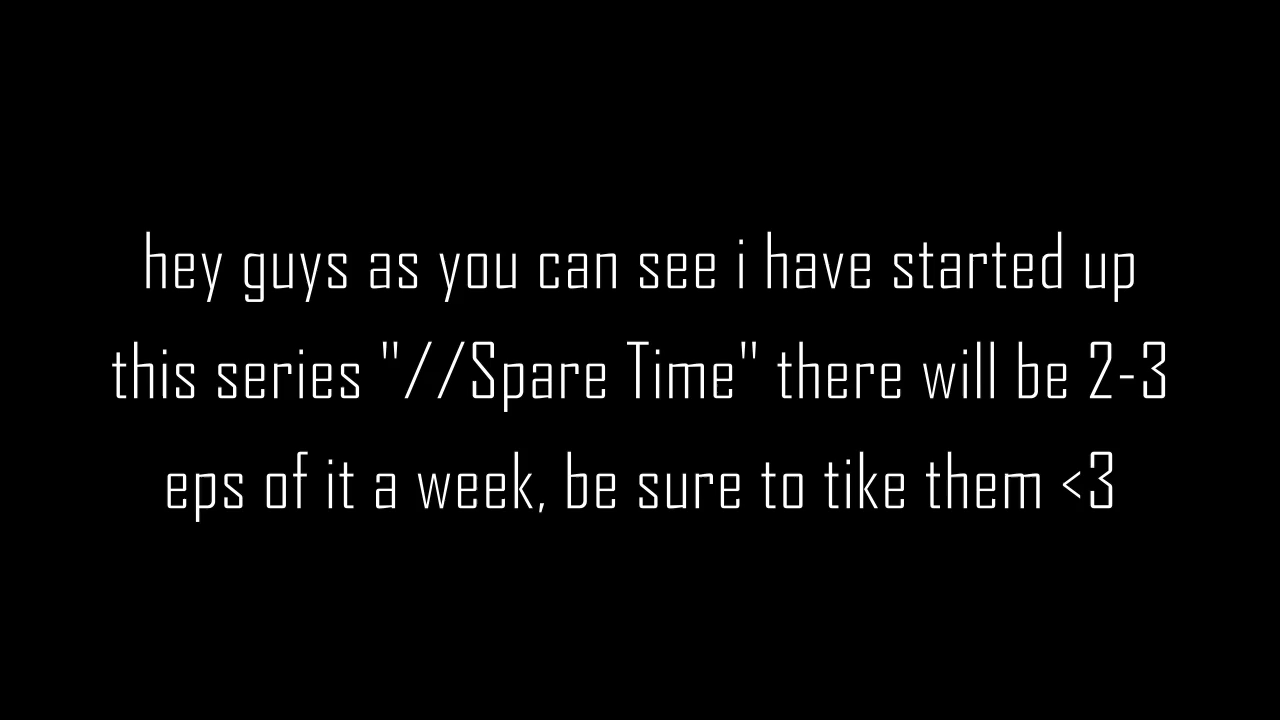 hey guys as you can see i have started up
this series "//Spare Time" there will be 2-3
eps of it a week, be sure to tike them <3